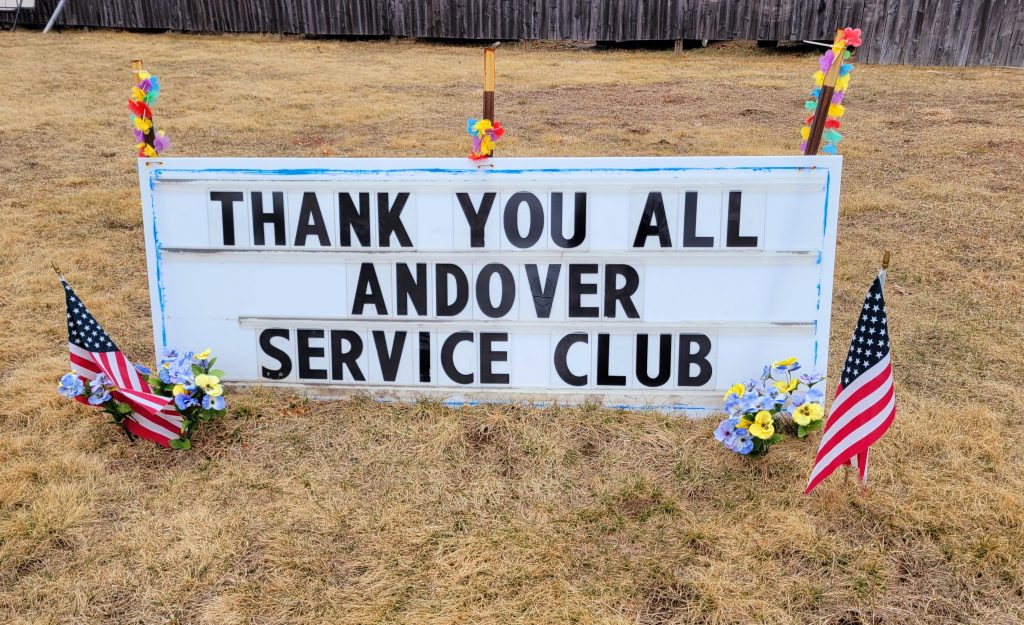 THANK YOU ALL
ANDOVER
SERVICE CLUB